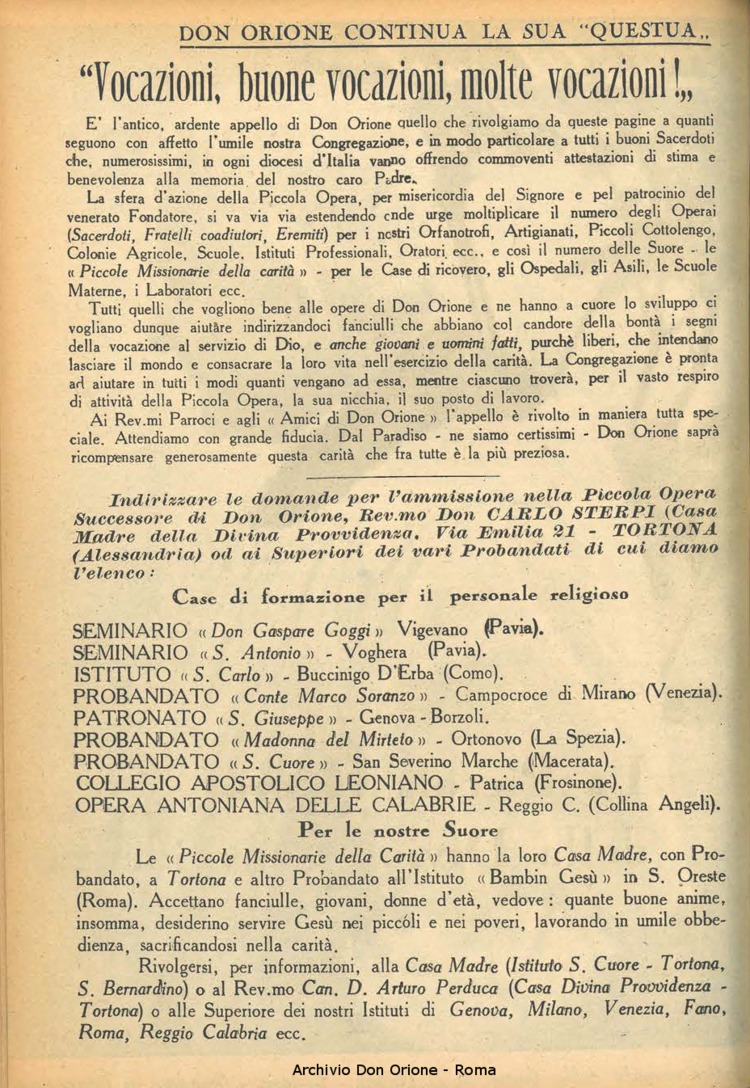 DON ORIONE CONTINUA LA SUA "QUESTUA„
"Vocazioni, buone vocazioni, molte vocazioni!„
E' l'antico, ardente appello di Don Orione quello che rivolgiamo da queste pagine a quanti
seguono con affetto l'umile nostra Congregazione, e in modo particolare a tutti i buoni Sacerdoti
che, numerosissimi, in ogni diocesi d'Italia vanno offrendo commoventi attestazioni di stima e
benevolenza alla memoria del nostro caro Padre.
La sfera d'azione della Piccola Opera, per misericordia del Signore e pel patrocinio del
venerato Fondatore, si va via via estendendo cnde urge moltiplicare il numero degli Operai
(Sacerdoti, Fratelli coadiutori, Eremiti) per i nostri Orfanotrofi, Artigianati, Piccoli Cottolengo,
Colonie Agricole, Scuole. Istituti Professionali, Oratori ecc., e così il numero delle Suore - le
« Piccole Missionarie della carità » - per le Case di ricovero, gli Ospedali, gli Asili, le Scuole
Materne, i Laboratori ecc.
Tutti quelli che vogliono bene alle opere di Don Orione e ne hanno a cuore lo sviluppo ci
vogliano dunque aiutare indirizzandoci fanciulli che abbiano col candore della bontà i segni
della vocazione al servizio di Dio, e anche giovani e uomini fatti, purchè liberi, che intendano
lasciare il mondo e consacrare la loro vita nell'esercizio della carità. La Congregazione è pronta
ad aiutare in tutti i modi quanti vengano ad essa, mentre ciascuno troverà, per il vasto respiro
di attività della Piccola Opera, la sua nicchia, il suo posto di lavoro.
Ai Rev.mi Parroci e agli « Amici di Don Orione » l'appello è rivolto in maniera tutta spe-
ciale. Attendiamo con grande fiducia. Dal Paradiso - ne siamo certissimi - Don Orione saprà
ricompensare generosamente questa carità che fra tutte è la più preziosa.
Indirizzare le domande per l'ammissione nella Piccola Opera
Successore di Don Orione, Rev.mo Don CARLO STERPI (Casa
Madre della Divina Provvidenza, Via Emilia 21 - TORTONA
(Alessandria) od ai Superiori dei vari Probandati di cui diamo
l'elenco :
Case di formazione per il personale religioso
SEMINARIO « Don Gaspare Goggi » Vigevano (Pavia).
SEMINARIO « S. Antonio » - Voghera (Pavia).
ISTITUTO « S. Carlo » - Buccinigo D'Erba (Como).
PROBANDATO « Conte Marco Soranzo » - Campocroce di Mirano (Venezia).
PATRONATO « S. Giuseppe » - Genova - Borzoli.
PROBANDATO « Madonna del Mirteto » - Ortonovo (La Spezia).
PROBANDATO « S. Cuore » - San Severino Marche (Macerata).
COLLEGIO APOSTOLICO LEONIANO - Patrica (Frosinone).
OPERA ANTONIANA DELLE CALABRIE - Reggio C. (Collina Angeli).
Per le nostre Suore
Le « Piccole Missionarie della Carità » hanno la loro Casa Madre, con Pro-
bandato, a Tortona e altro Probandato all'Istituto « Bambin Gesù » in S. Oreste
(Roma). Accettano fanciulle, giovani, donne d'età, vedove : quante buone anime,
insomma, desiderino servire Gesù nei piccóli e nei poveri, lavorando in umile obbe-
dienza, sacrificandosi nella carità.
Rivolgersi, per informazioni, alla Casa Madre (Istituto S. Cuore - Tortona,
S. Bernardino) o al Rev.mo Can. D. Arturo Perduca (Casa Divina Provvidenza -
Tortona) o alle Superiore dei nostri Istituti di Genova, Milano, Venezia, Fano,
Roma, Reggio Calabria ecc.
Archivio Don Orione - Roma